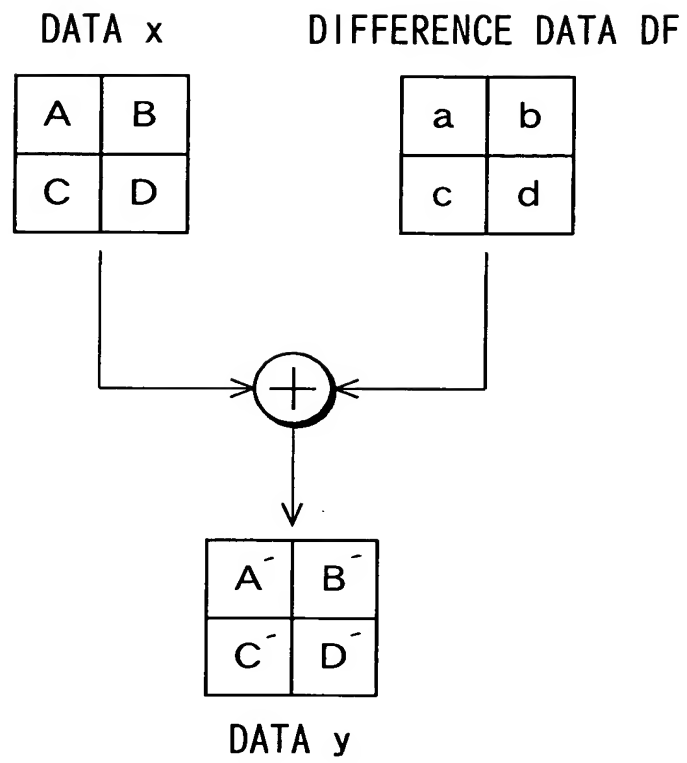 DATA x DIFFERENCE DATA DF
A B a b
C D c d
+
A´ B´
C´ D´
DATA y